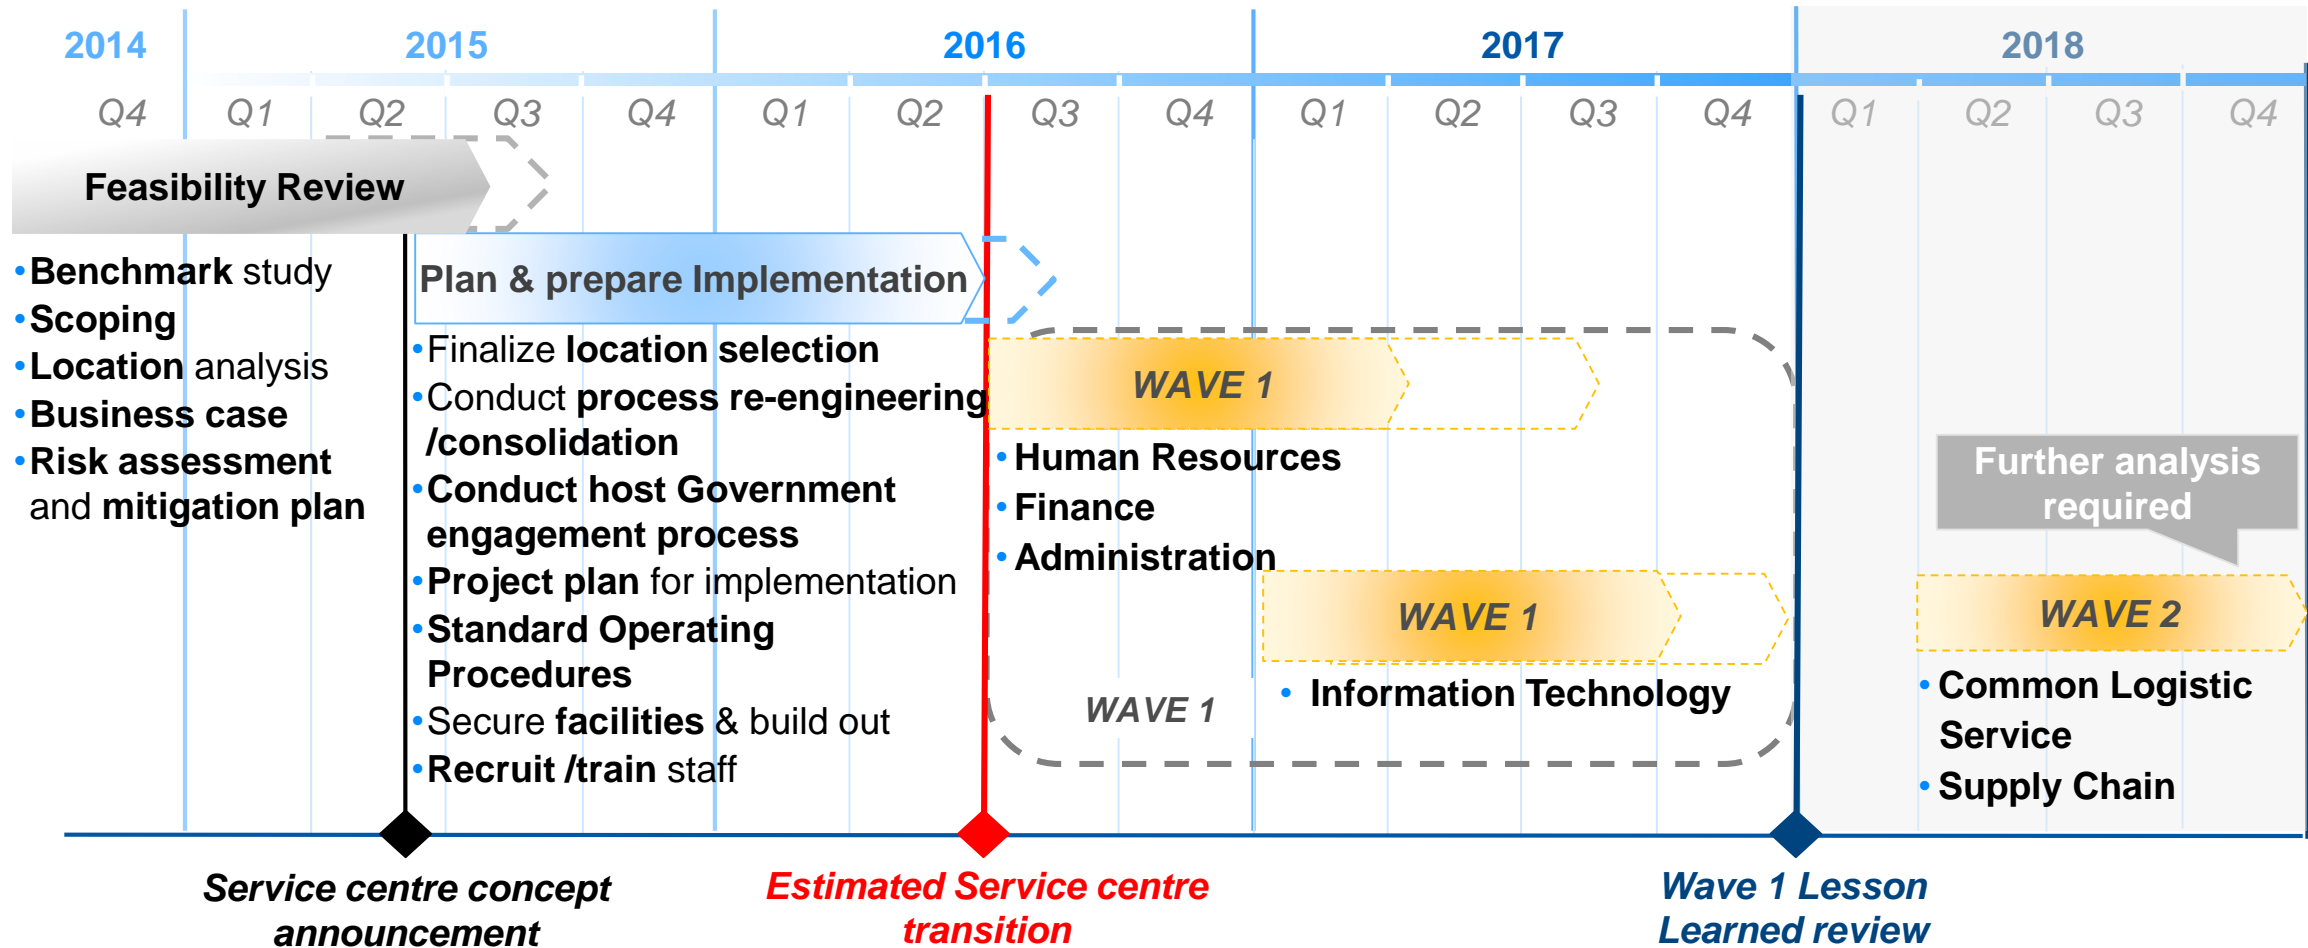 2014
2015
2016
2017
2018
Q4
Q1
Q2
Q3
Q4
Q1
Q2
Q3
Q4
Q1
Q2
Q3
Q4
Q1
Q2
Q3
Q4
Feasibility Review
•Benchmark study
•Scoping
•Location analysis
•Business case
•Risk assessment
and mitigation plan
Plan & prepare Implementation
•Finalize location selection
•Conduct process re-engineering
/consolidation
•Conduct host Government
engagement process
•Project plan for implementation
•Standard Operating
Procedures
•Secure facilities & build out
•Recruit /train staff
WAVE 1
•Human Resources
•Finance
•Administration
WAVE 1
• Information Technology
WAVE 1
Further analysis
required
WAVE 2
•Common Logistic
Service
•Supply Chain
Service centre concept
announcement
Estimated Service centre
transition
Wave 1 Lesson
Learned review